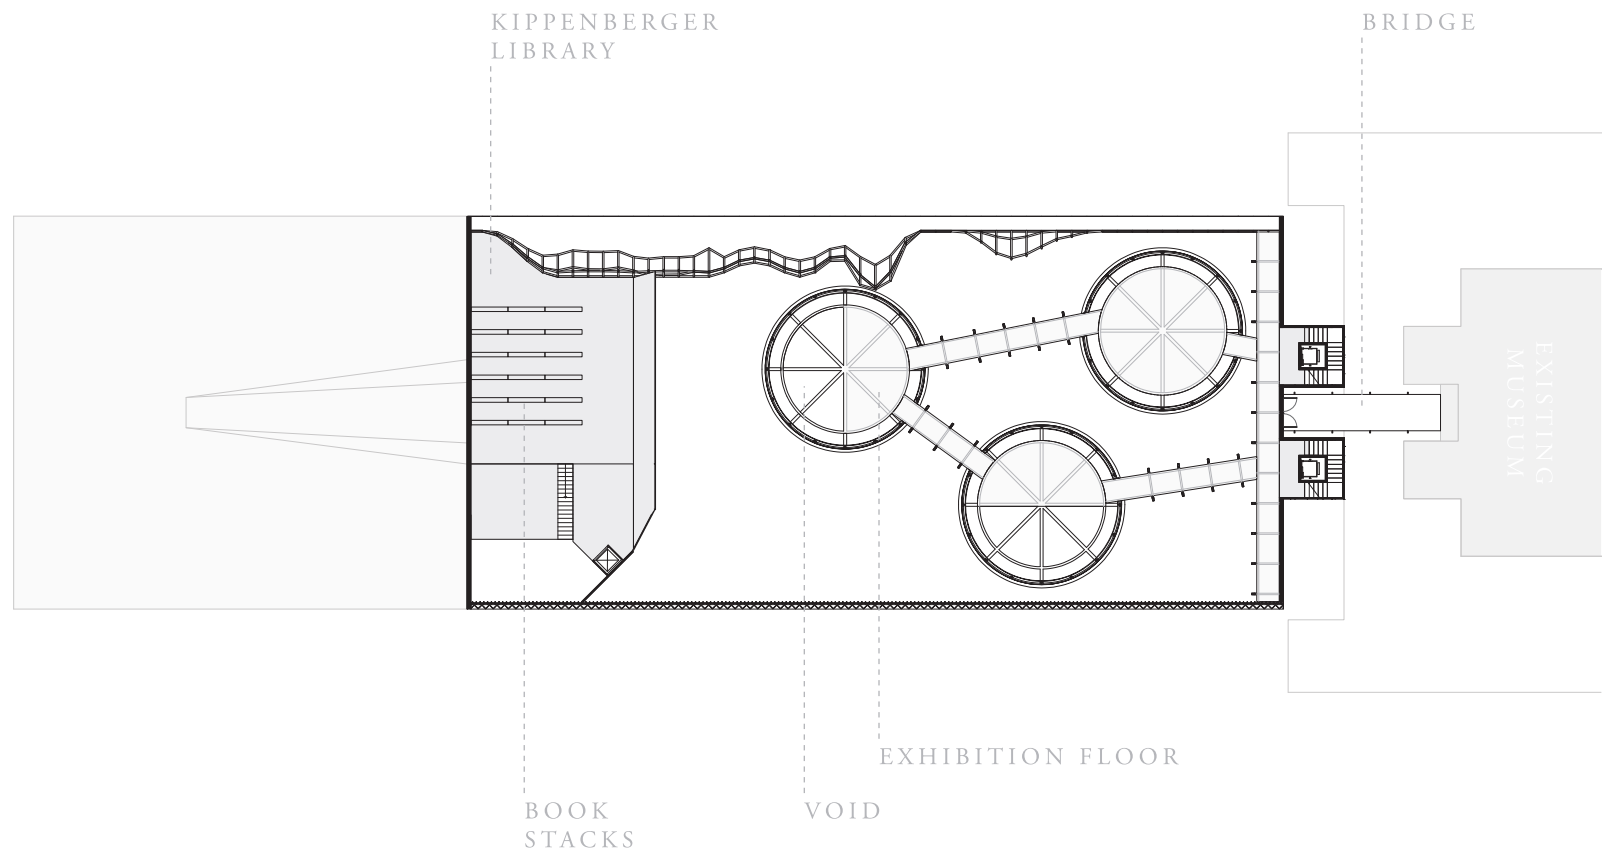 KIPPENBERGER
LIBRARY
BRIDGE
EXISTING
MUSEUM
EXHIBITION FLOOR
BOOK
STACKS
VOID